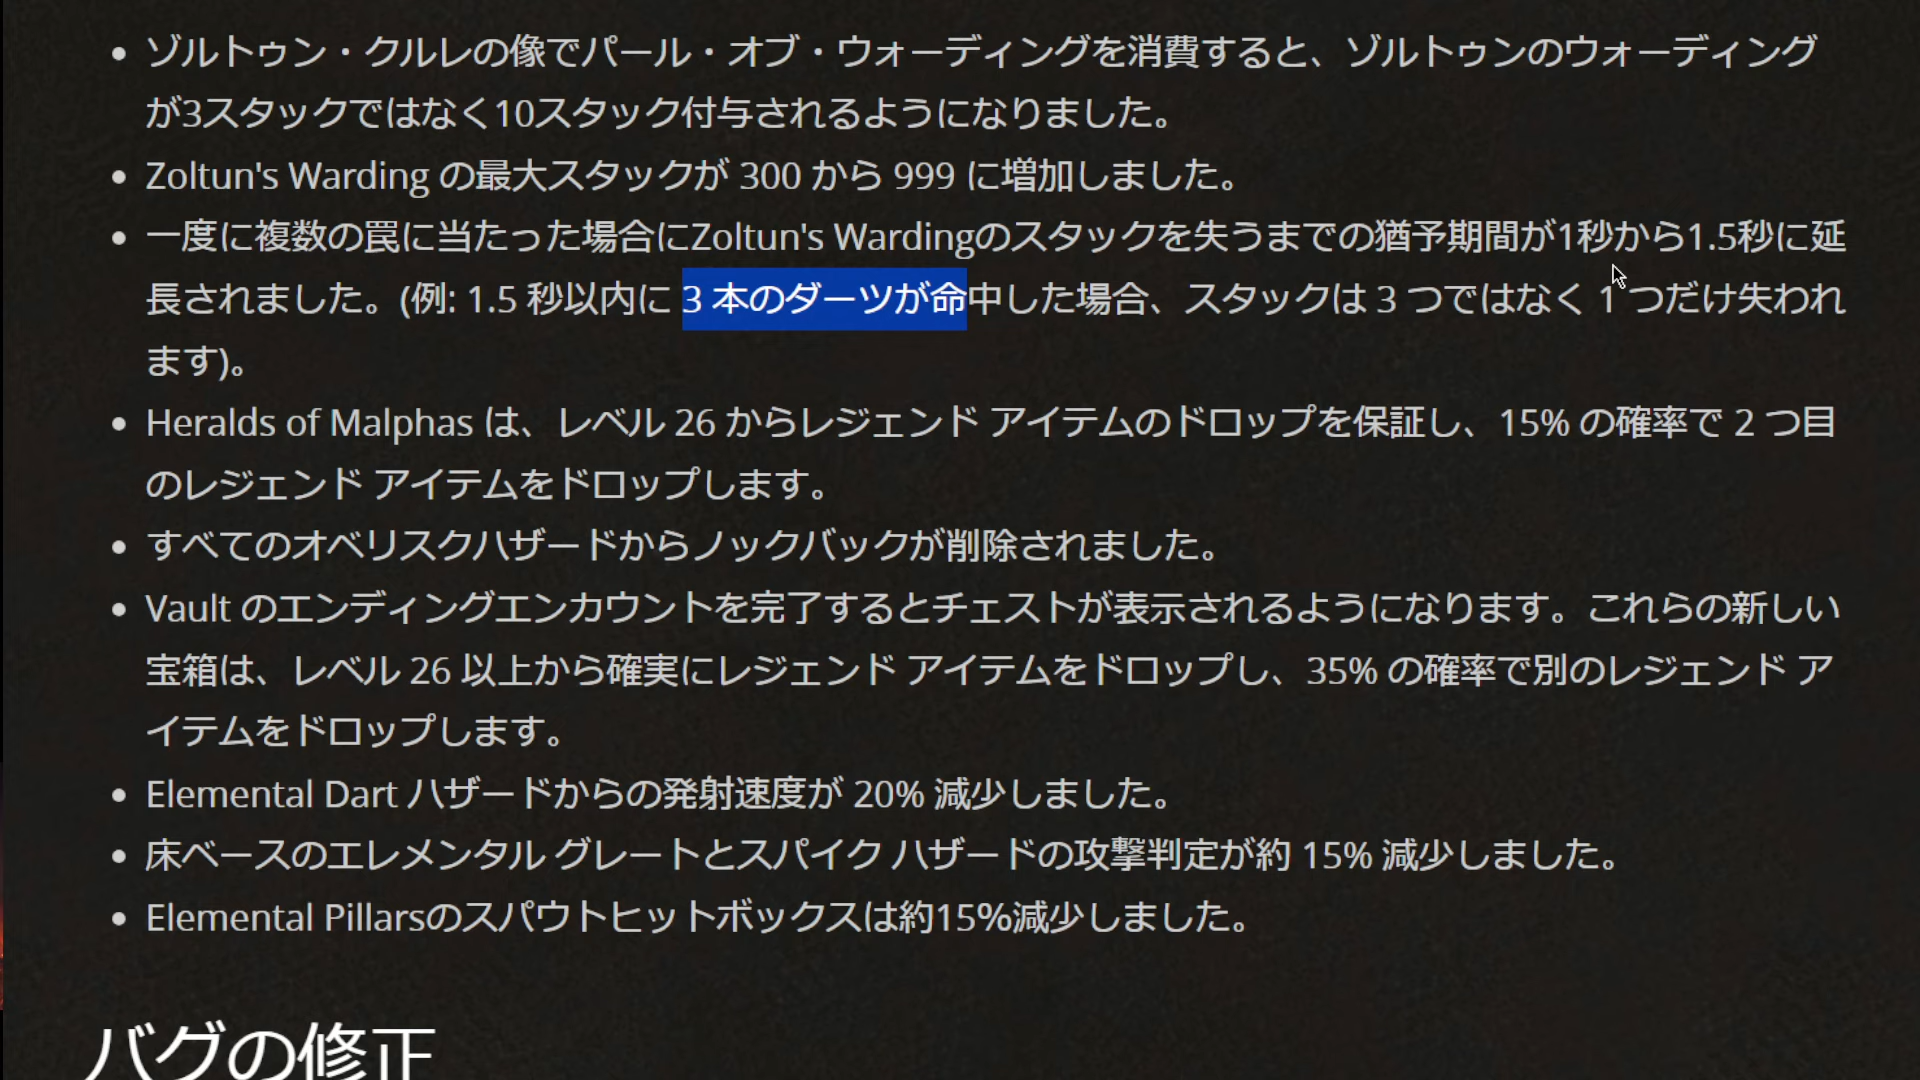 ゾルトゥン・クルレの像でパール・オブ・ウォーディングを消費すると、ゾルトゥンのウォーディング
が3スタックではなく10スタック付与されるようになりました。
Zoltun's Warding の最大スタックが 300 から 999 に増加しました。
一度に複数の罠に当たった場合にZoltun's Wardingのスタックを失うまでの猶予期間が1秒から1.5秒に延
長されました。(例: 1.5 秒以内に 3 本のダーツが命中した場合、スタックは 3 つではなく 1 つだけ失われ
ます)。
Heralds of Malphas は、レベル 26 からレジェンド アイテムのドロップを保証し、15% の確率で 2 つ目
のレジェンド アイテムをドロップします。
すべてのオベリスクハザードからノックバックが削除されました。
Vault のエンディングエンカウントを完了するとチェストが表示されるようになります。これらの新しい
宝箱は、レベル 26 以上から確実にレジェンド アイテムをドロップし、35% の確率で別のレジェンド ア
イテムをドロップします。
Elemental Dart ハザードからの発射速度が 20% 減少しました。
床ベースのエレメンタル グレートとスパイク ハザードの攻撃判定が約 15% 減少しました。
Elemental Pillarsのスパウトヒットボックスは約15%減少しました。
バグの修正